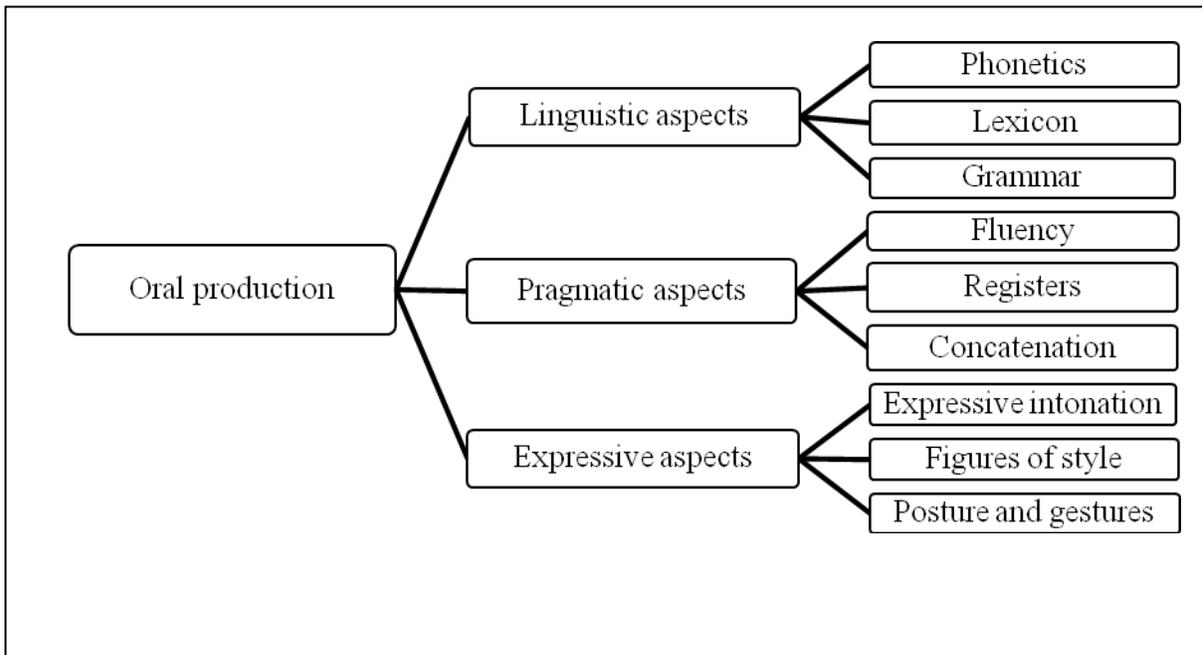 Oral production
Linguistic aspects
Phonetics
Lexicon
Grammar
Pragmatic aspects
Fluency
Registers
Concatenation
Expressive aspects
Expressive intonation
Figures of style
Posture and gestures